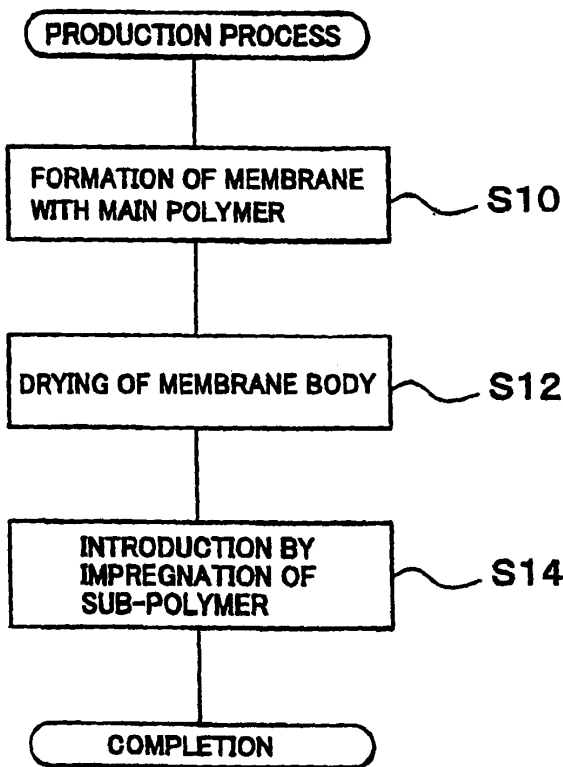 PRODUCTION PROCESS
FORMATION OF MEMBRANE
WITH MAIN POLYMER
S10
DRYING OF MEMBRANE BODY
S12
INTRODUCTION BY
IMPREGNATION OF
SUB-POLYMER
S14
COMPLETION